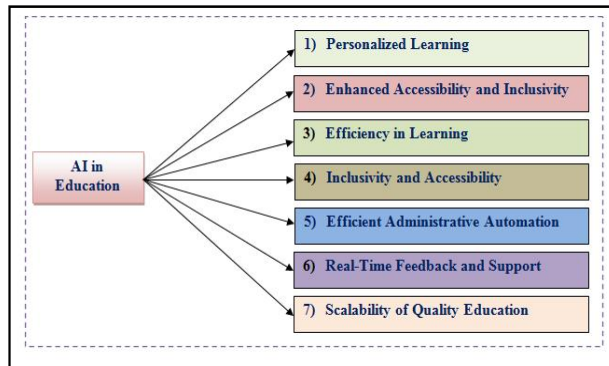 1) Personalized Learning
2) Enhanced Accessibility and Inclusivity
3) Efficiency in Learning
AI in
Education
4) Inclusivity and Accessibility
5) Efficient Administrative Automation
6) Real-Time Feedback and Support
7) Scalability of Quality Education